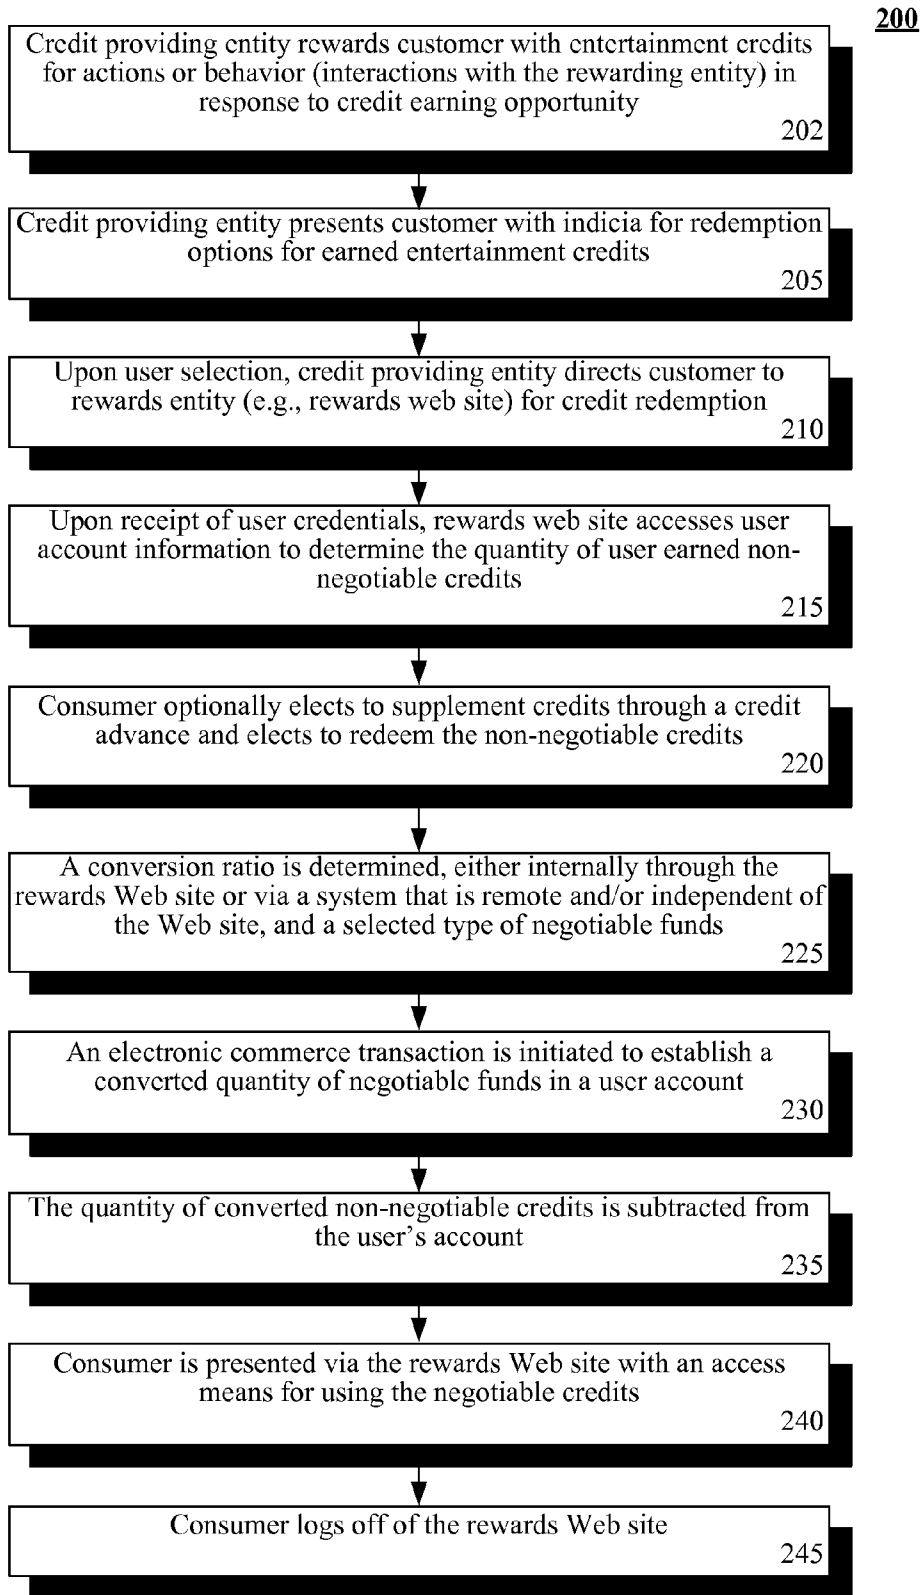 200
Credit providing entity rewards customer with entertainment credits
for actions or behavior (interactions with the rewarding entity) in
response to credit earning opportunity
202
Credit providing entity presents customer with indicia for redemption
options for earned entertainment credits
205
Upon user selection, credit providing entity directs customer to
rewards entity (e.g., rewards web site) for credit redemption
210
Upon receipt of user credentials, rewards web site accesses user
account information to determine the quantity of user earned non-
negotiable credits
215
Consumer optionally elects to supplement credits through a credit
advance and elects to redeem the non-negotiable credits
220
A conversion ratio is determined, either internally through the
rewards Web site or via a system that is remote and/or independent of
the Web site, and a selected type of negotiable funds
225
An electronic commerce transaction is initiated to establish a
converted quantity of negotiable funds in a user account
230
The quantity of converted non-negotiable credits is subtracted from
the user's account
235
Consumer is presented via the rewards Web site with an access
means for using the negotiable credits
240
Consumer logs off of the rewards Web site
245